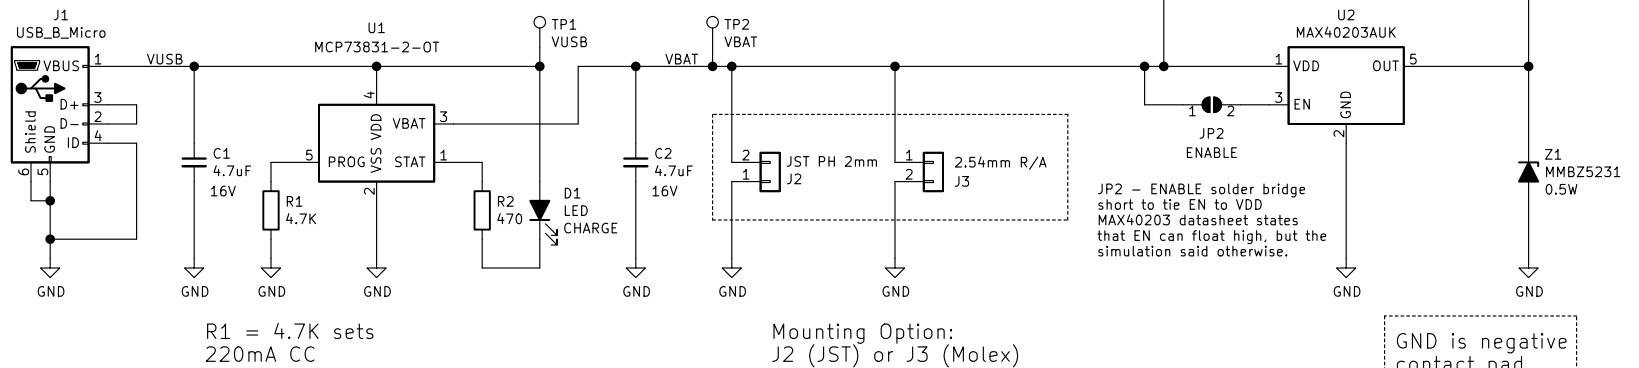 J1
USB_B_Micro
VBUS
1
D+
3
D-
2
ID
4
Shield
GND
6
5
GND
VUSB
C1
4.7uF
16V
GND
R1
4.7K
GND
U1
MCP73831-2-OT
4
VDD
VBAT
3
5
PROG
VSS
STAT
1
2
GND
R2
470
TP1
VUSB
D1
LED
CHARGE
C2
4.7uF
16V
GND
VBAT
TP2
VBAT
2
JST PH 2mm
1
J2
GND
1
2.54mm R/A
2
J3
GND
1
2
JP2
ENABLE
U2
MAX40203AUK
1
VDD
OUT
5
3
EN
GND
2
GND
Z1
MMBZ5231
0.5W
GND
JP2 - ENABLE solder bridge
short to tie EN to VDD
MAX40203 datasheet states
that EN can float high, but the
simulation said otherwise.
R1 = 4.7K sets
220mA CC
Mounting Option:
J2 (JST) or J3 (Molex)
GND is negative
contact pad